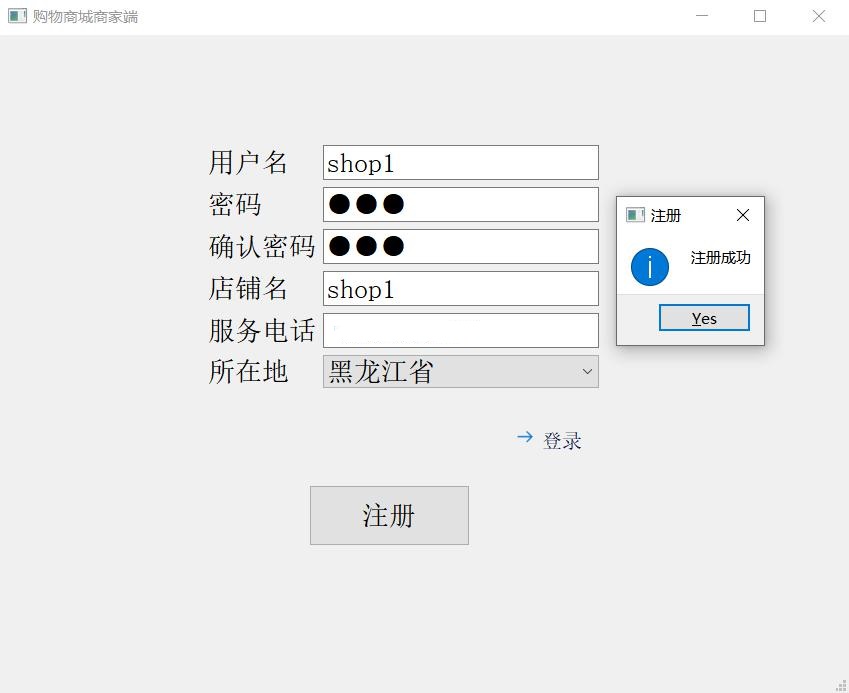 购物商城商家端
用户名 shop1
密码 ●●●
确认密码 ●●●
店铺名 shop1
服务电话
所在地 黑龙江省
→ 登录
注册
注册
注册成功
Yes